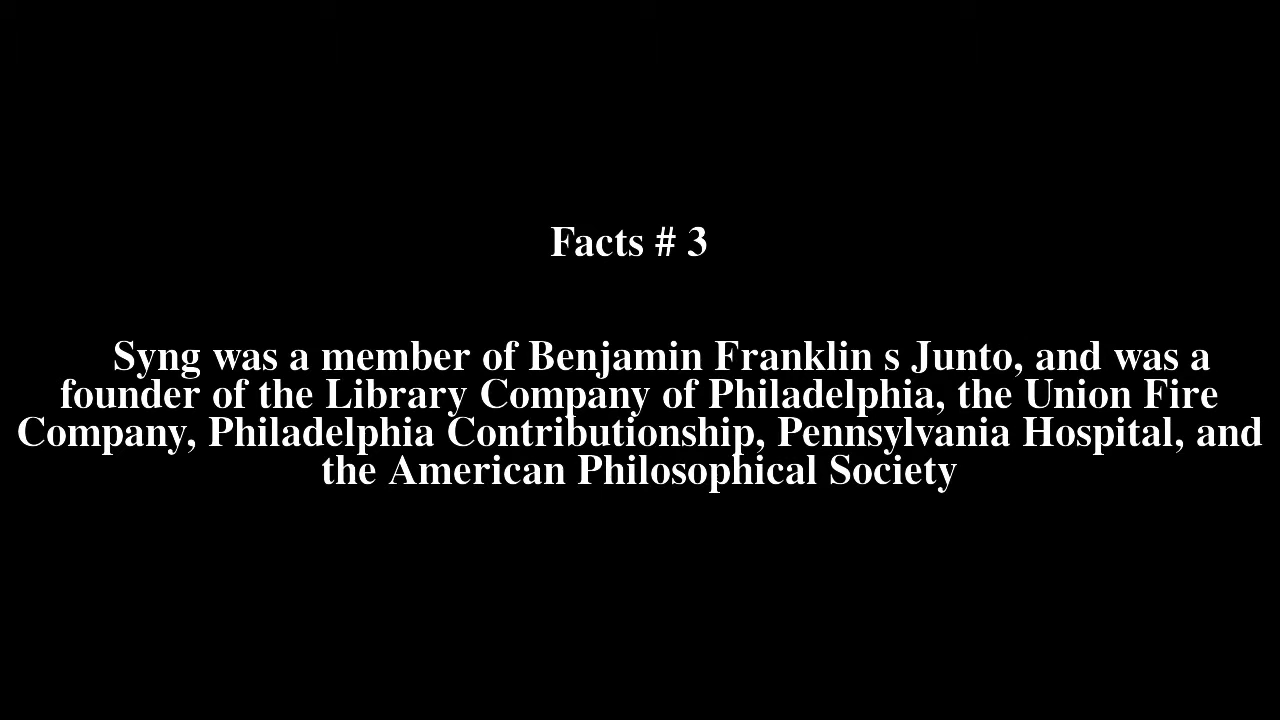 Facts # 3
Syng was a member of Benjamin Franklin s Junto, and was a
founder of the Library Company of Philadelphia, the Union Fire
Company, Philadelphia Contributionship, Pennsylvania Hospital, and
the American Philosophical Society